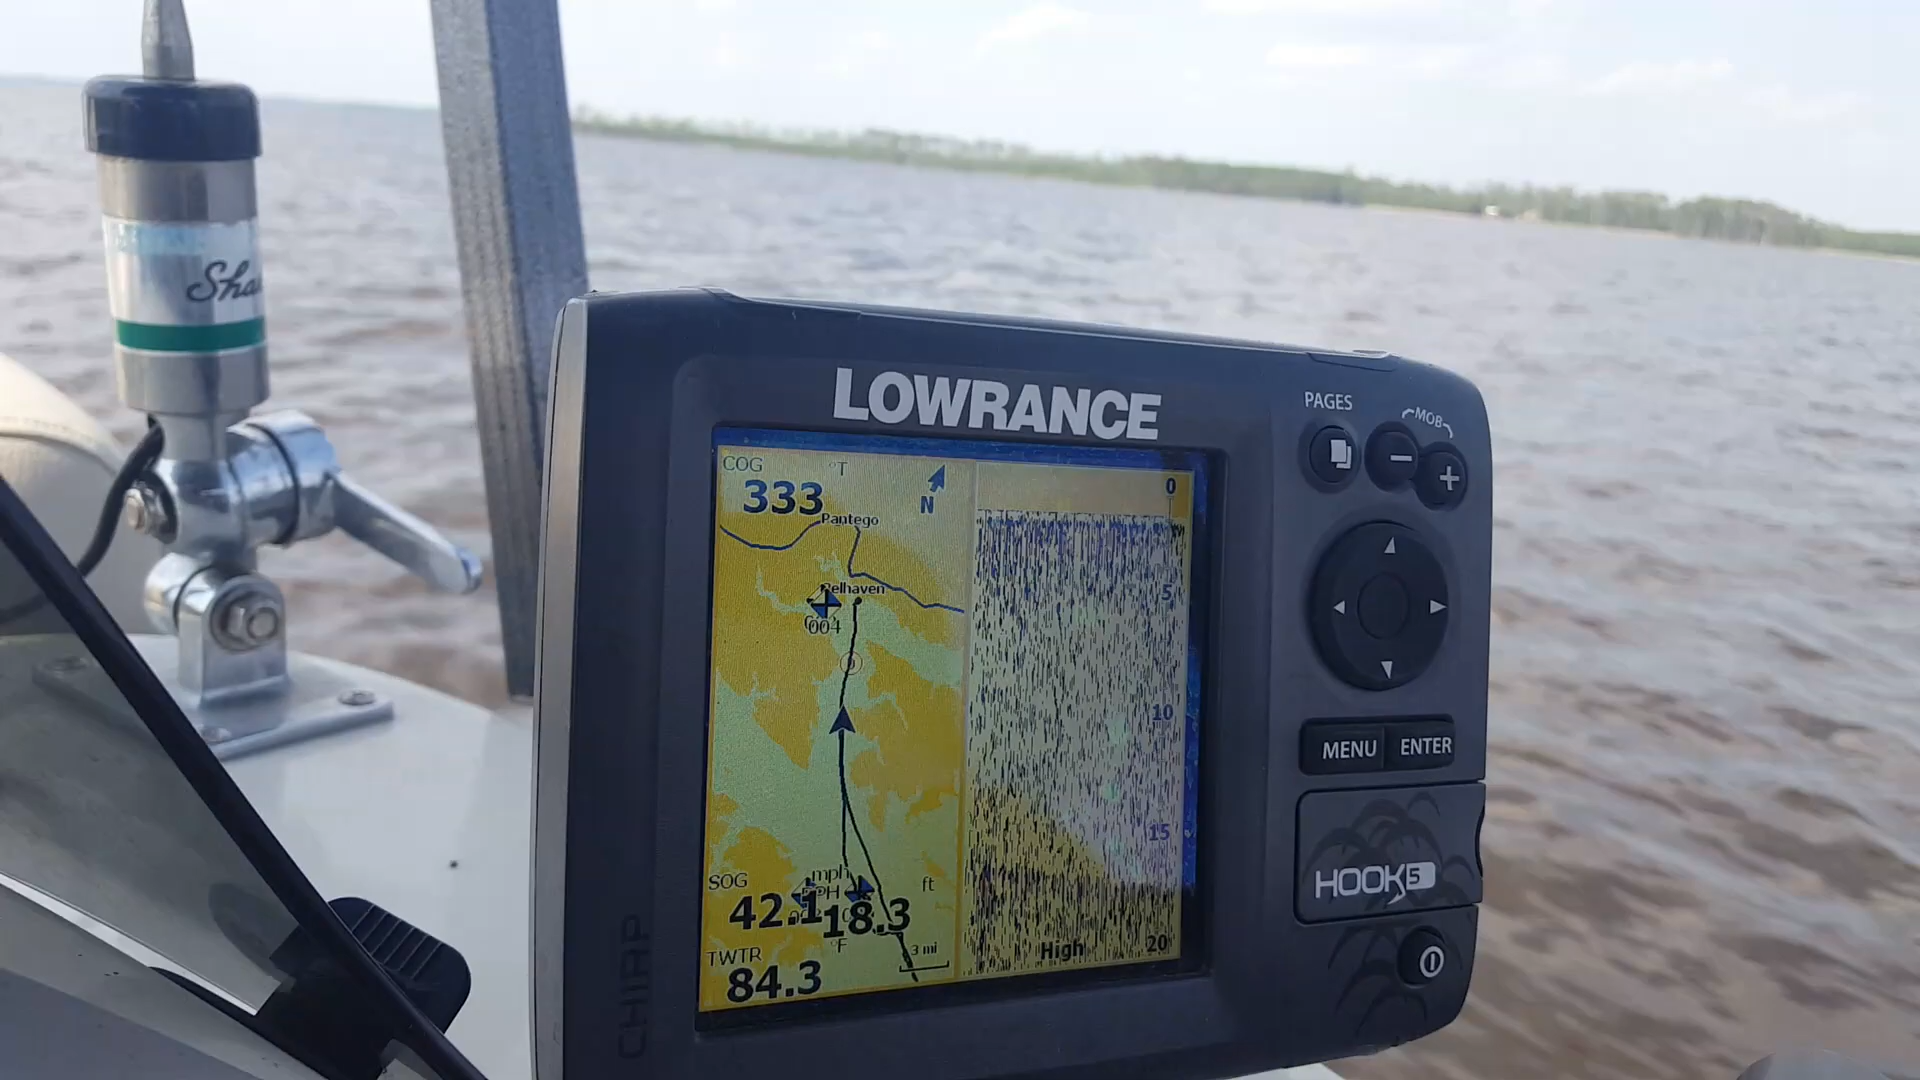 Sha
LOWRANCE
PAGES
MOB
COG °T
333
N
Pantego
004
SOG mph ft
42.1 18.3
°F
TWTR
84.3
3 mi
0
5
10
15
20
High
MENU ENTER
HOOK5
CHIRP